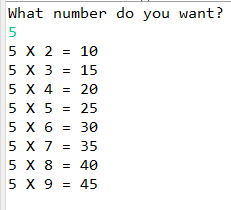 What number do you want?
5
5 X 2 = 10
5 X 3 = 15
5 X 4 = 20
5 X 5 = 25
5 X 6 = 30
5 X 7 = 35
5 X 8 = 40
5 X 9 = 45